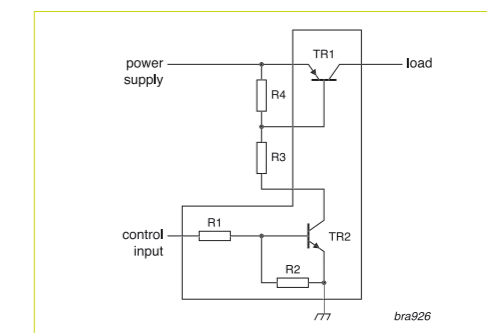 TR1
power
supply
load
R4
R3
R1
control
input
TR2
R2
bra926